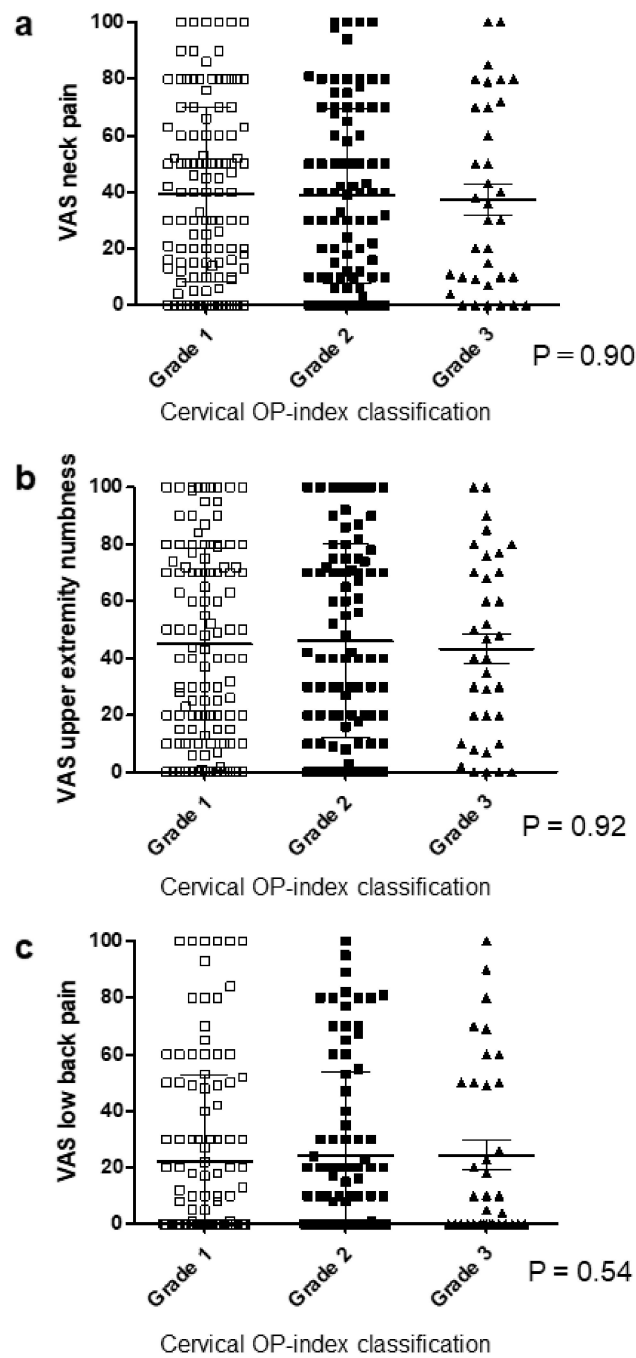 a
VAS neck pain
100
80
60
40
20
0
Grade 1
Grade 2
Grade 3
P = 0.90
Cervical OP-index classification
b
VAS upper extremity numbness
100
80
60
40
20
0
Grade 1
Grade 2
Grade 3
P = 0.92
Cervical OP-index classification
c
VAS low back pain
100
80
60
40
20
0
Grade 1
Grade 2
Grade 3
P = 0.54
Cervical OP-index classification